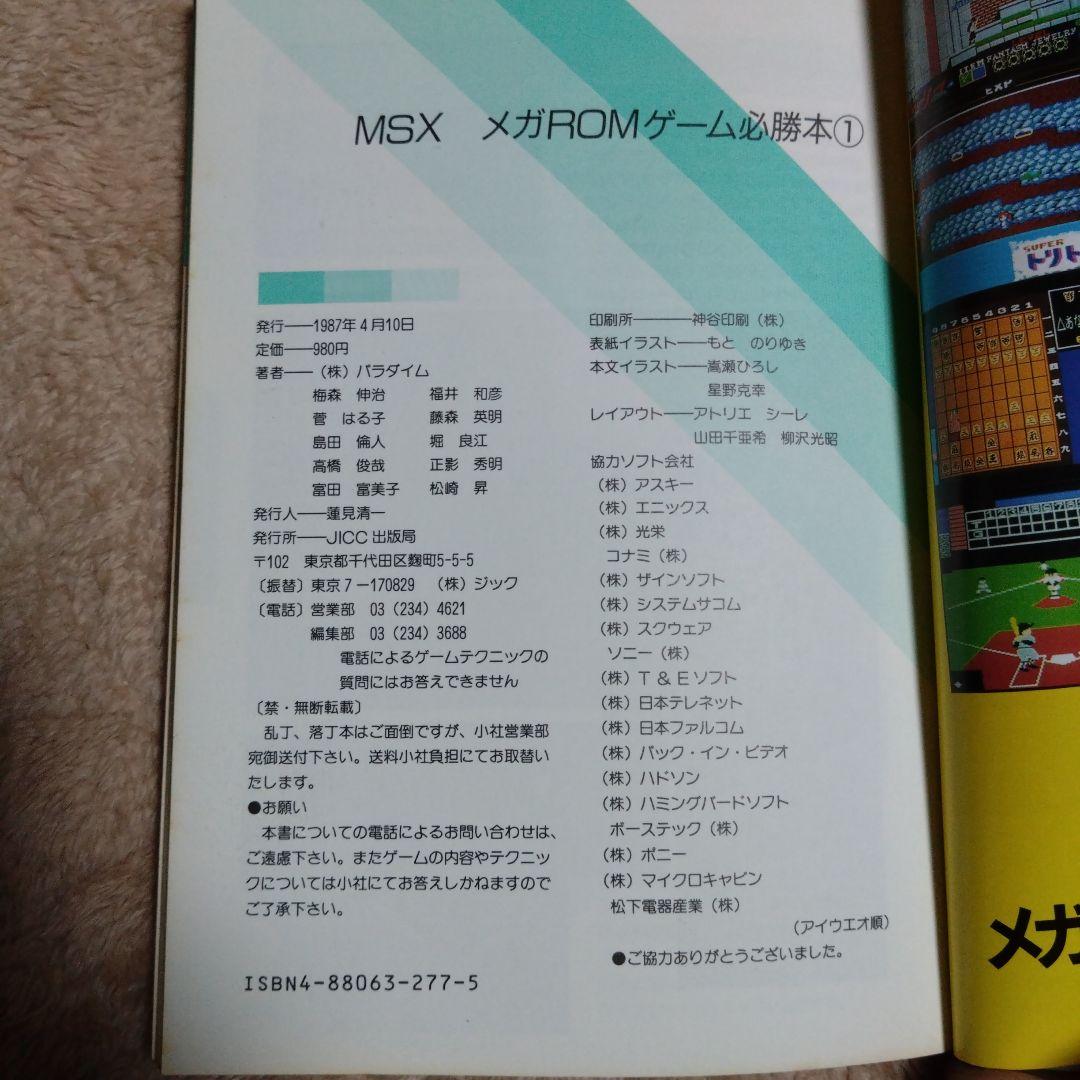 MSX メガROMゲーム必勝本①
発行――1987年4月10日
定価――980円
著者――(株)パラダイム
梅森 伸治 福井 和彦
菅 はる子 藤森 英明
島田 倫人 堀 良江
高橋 俊哉 正影 秀明
富田 富美子 松崎 昇
発行人――蓮見清一
発行所――JICC出版局
〒102 東京都千代田区麹町5-5-5
〔振替〕東京7-170829 (株)ジック
〔電話〕営業部 03(234)4621
編集部 03(234)3688
電話によるゲームテクニックの
質問にはお答えできません
〔禁・無断転載〕
乱丁、落丁本はご面倒ですが、小社営業部
宛御送付下さい。送料小社負担にてお取替い
たします。
●お願い
本書についての電話によるお問い合わせは、
ご遠慮下さい。またゲームの内容やテクニッ
クについては小社にてお答えしかねますので
ご了承下さい。
ISBN4-88063-277-5
印刷所――――神谷印刷(株)
表紙イラスト――もと のりゆき
本文イラスト――嵩瀬ひろし
星野克幸
レイアウト――アトリエ シーレ
山田千亜希 柳沢光昭
協力ソフト会社
(株)アスキー
(株)エニックス
(株)光栄
コナミ(株)
(株)ザインソフト
(株)システムサコム
(株)スクウェア
ソニー(株)
(株)T&Eソフト
(株)日本テレネット
(株)日本ファルコム
(株)パック・イン・ビデオ
(株)ハドソン
(株)ハミングバードソフト
ボーステック(株)
(株)ポニー
(株)マイクロキャビン
松下電器産業(株)
(アイウエオ順)
●ご協力ありがとうございました。
ITEM FANTASM JEWELRY
SUPER
トリト
987654321
一
二
三
四
五
六
七
八
九
メガ